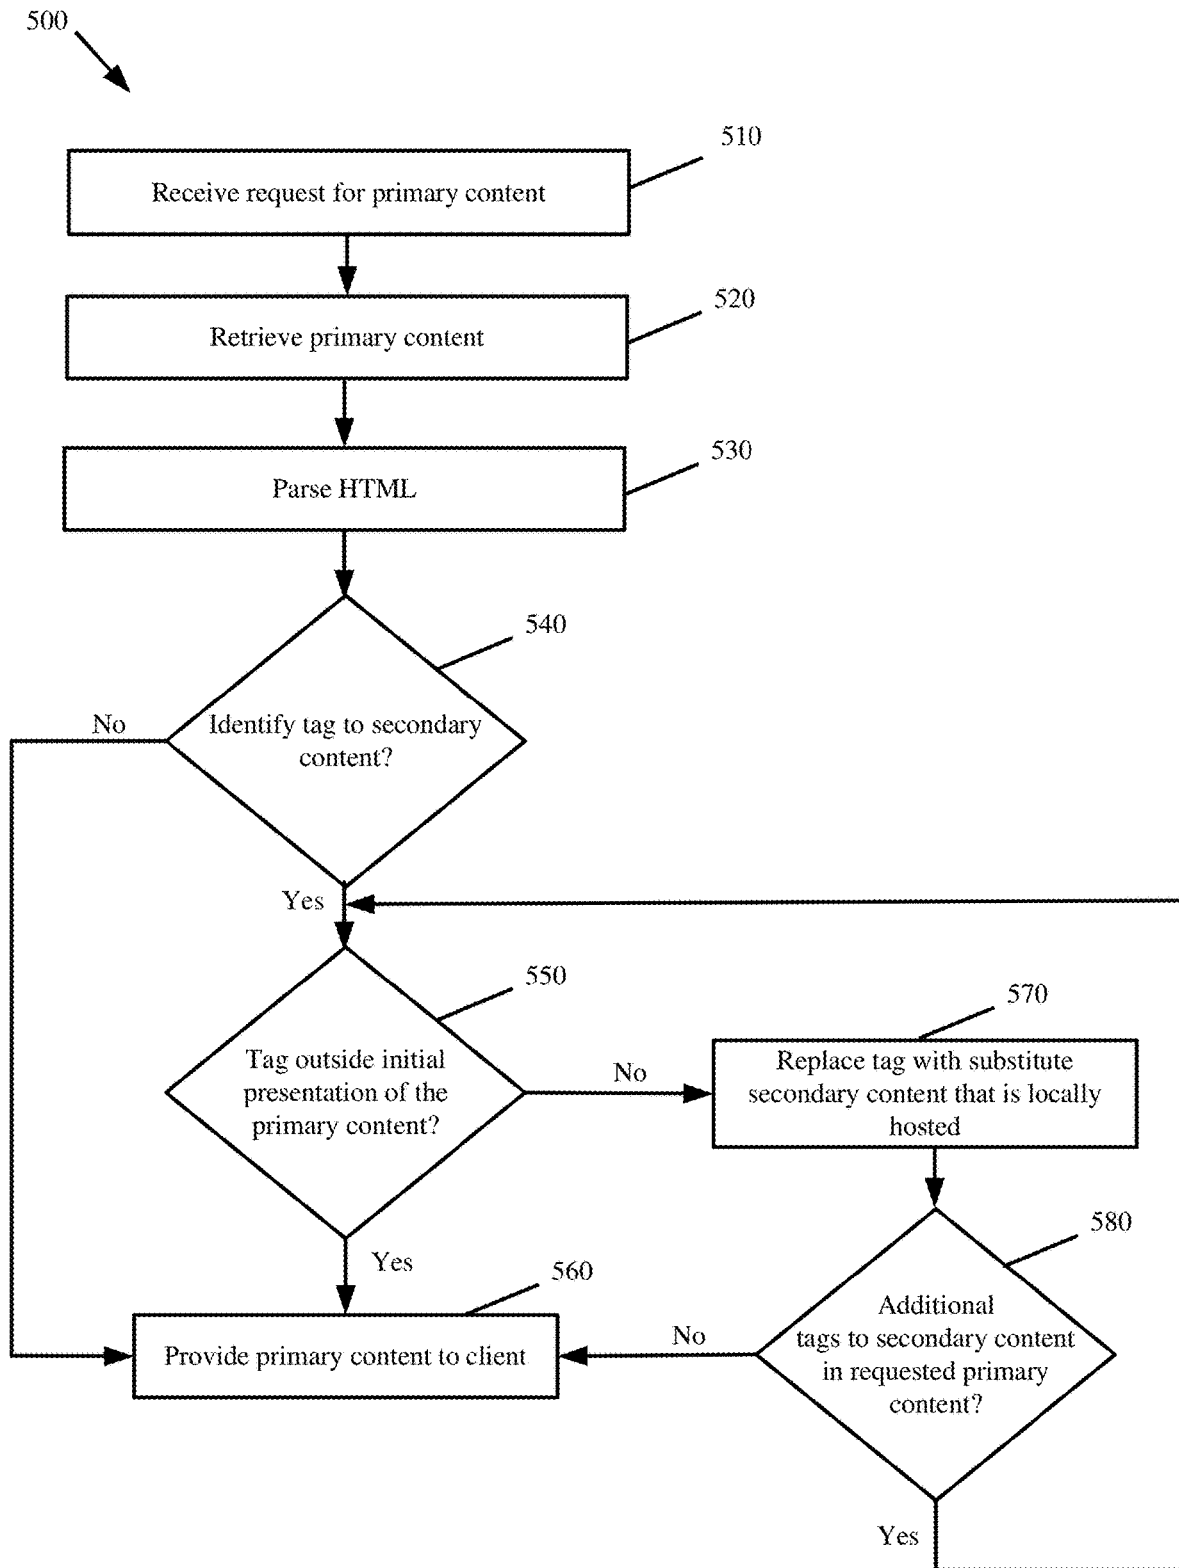 500
510
Receive request for primary content
520
Retrieve primary content
530
Parse HTML
540
No
Identify tag to secondary
content?
Yes
550
Tag outside initial
presentation of the
primary content?
No
570
Replace tag with substitute
secondary content that is locally
hosted
Yes
560
Provide primary content to client
No
580
Additional
tags to secondary content
in requested primary
content?
Yes